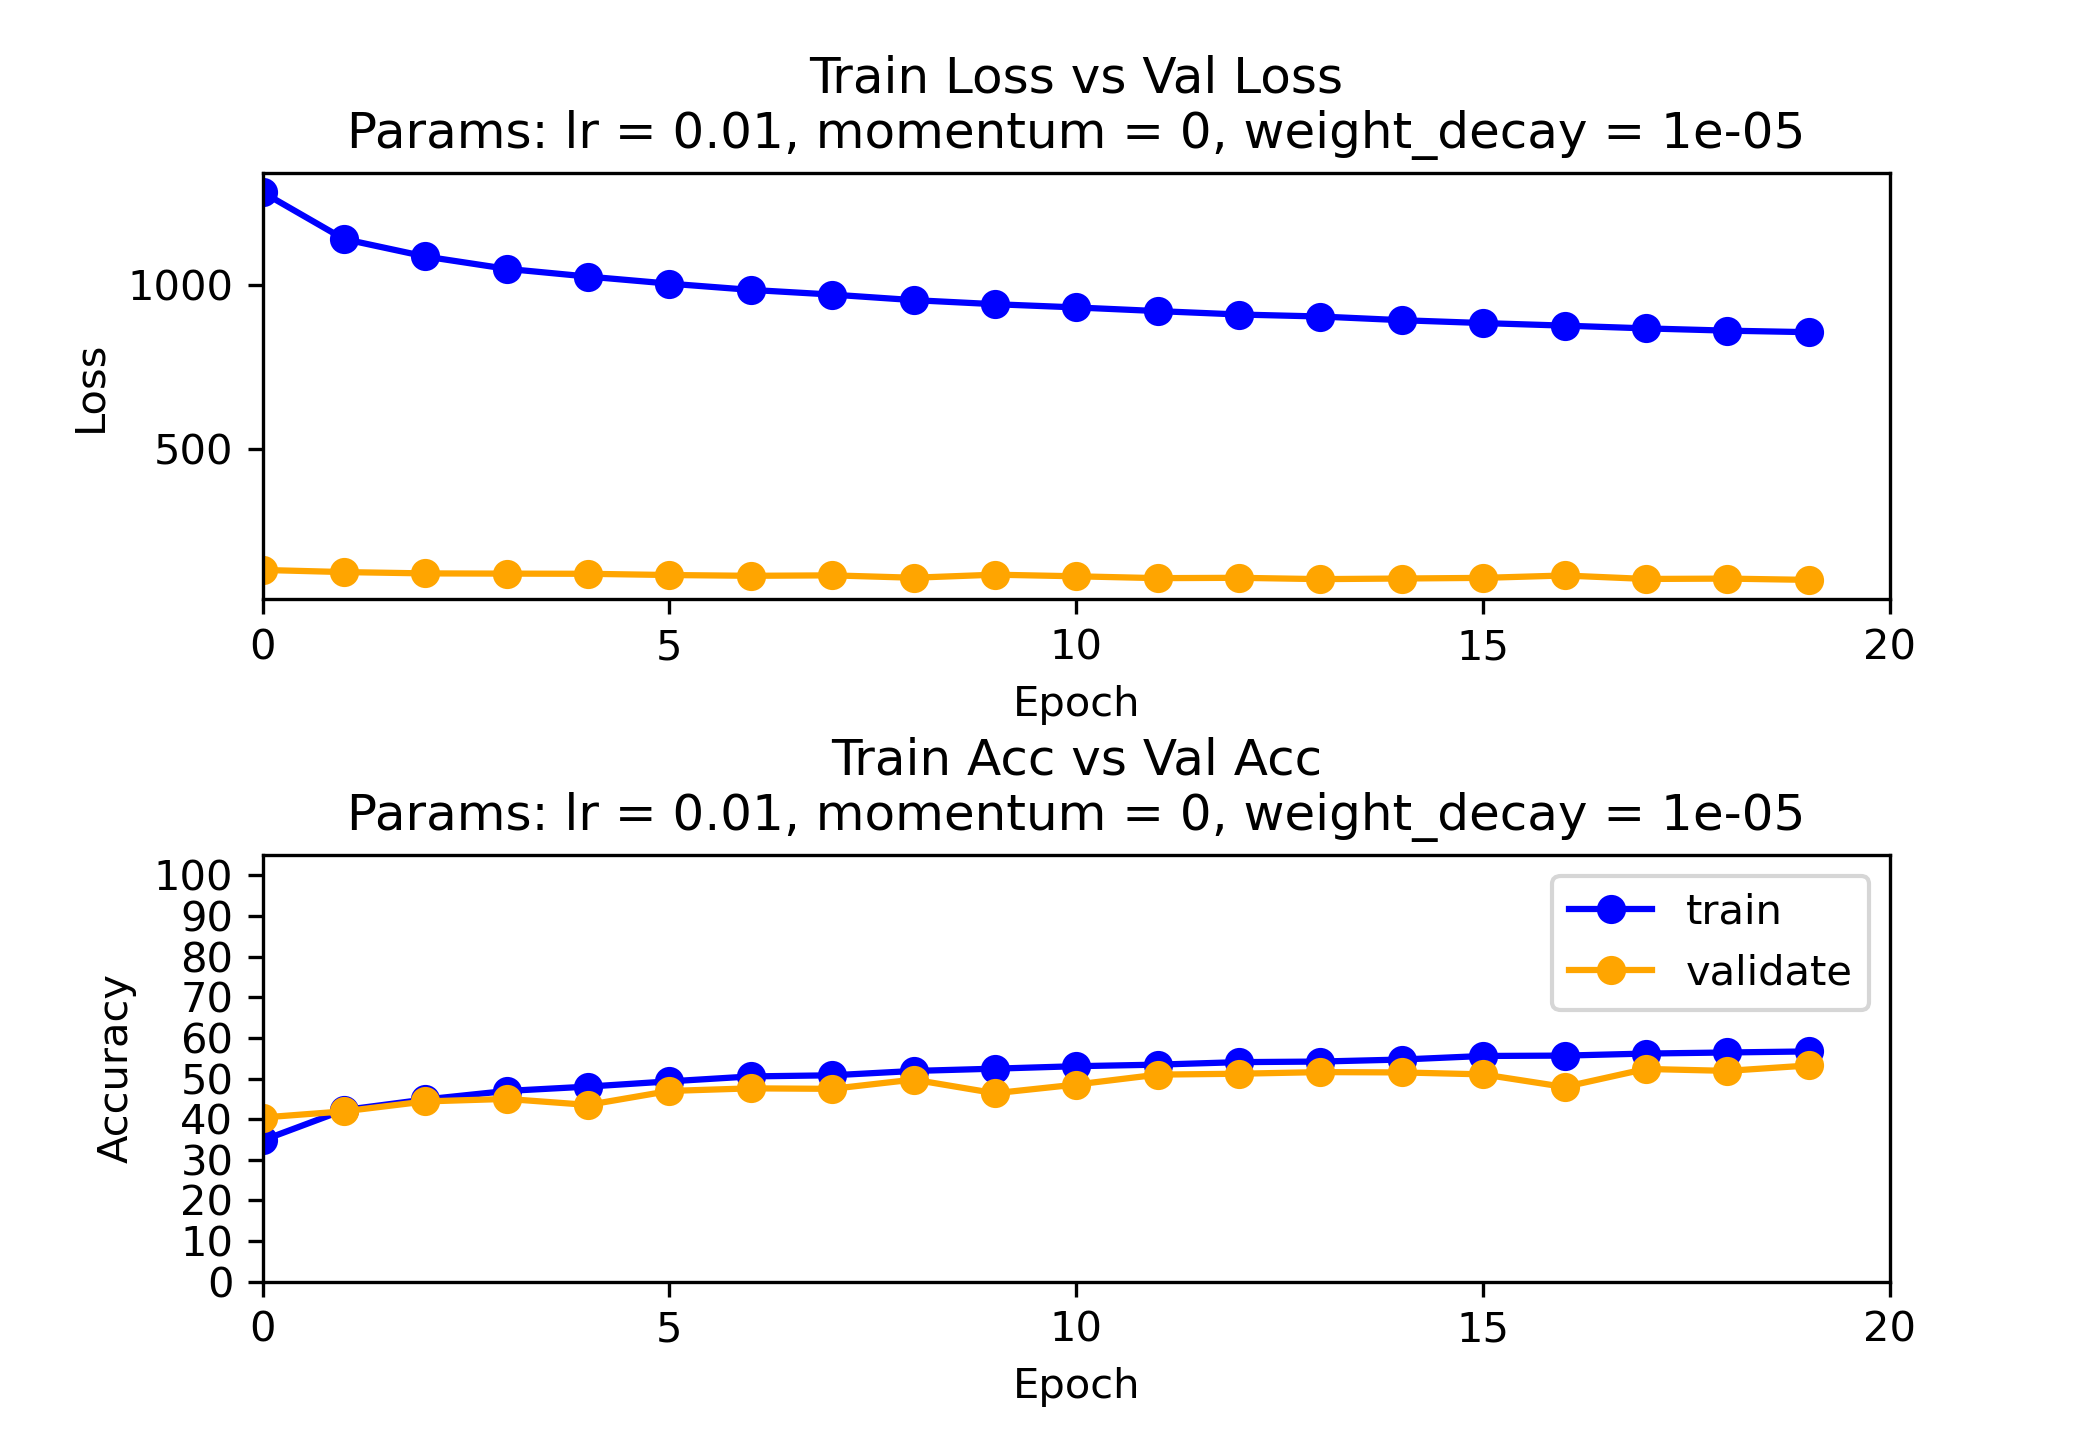 Train Loss vs Val Loss
Params: lr = 0.01, momentum = 0, weight_decay = 1e-05
1000
500
Loss
0 5 10 15 20
Epoch
Train Acc vs Val Acc
Params: lr = 0.01, momentum = 0, weight_decay = 1e-05
100
90
80
70
60
50
40
30
20
10
0
Accuracy
train
validate
0 5 10 15 20
Epoch